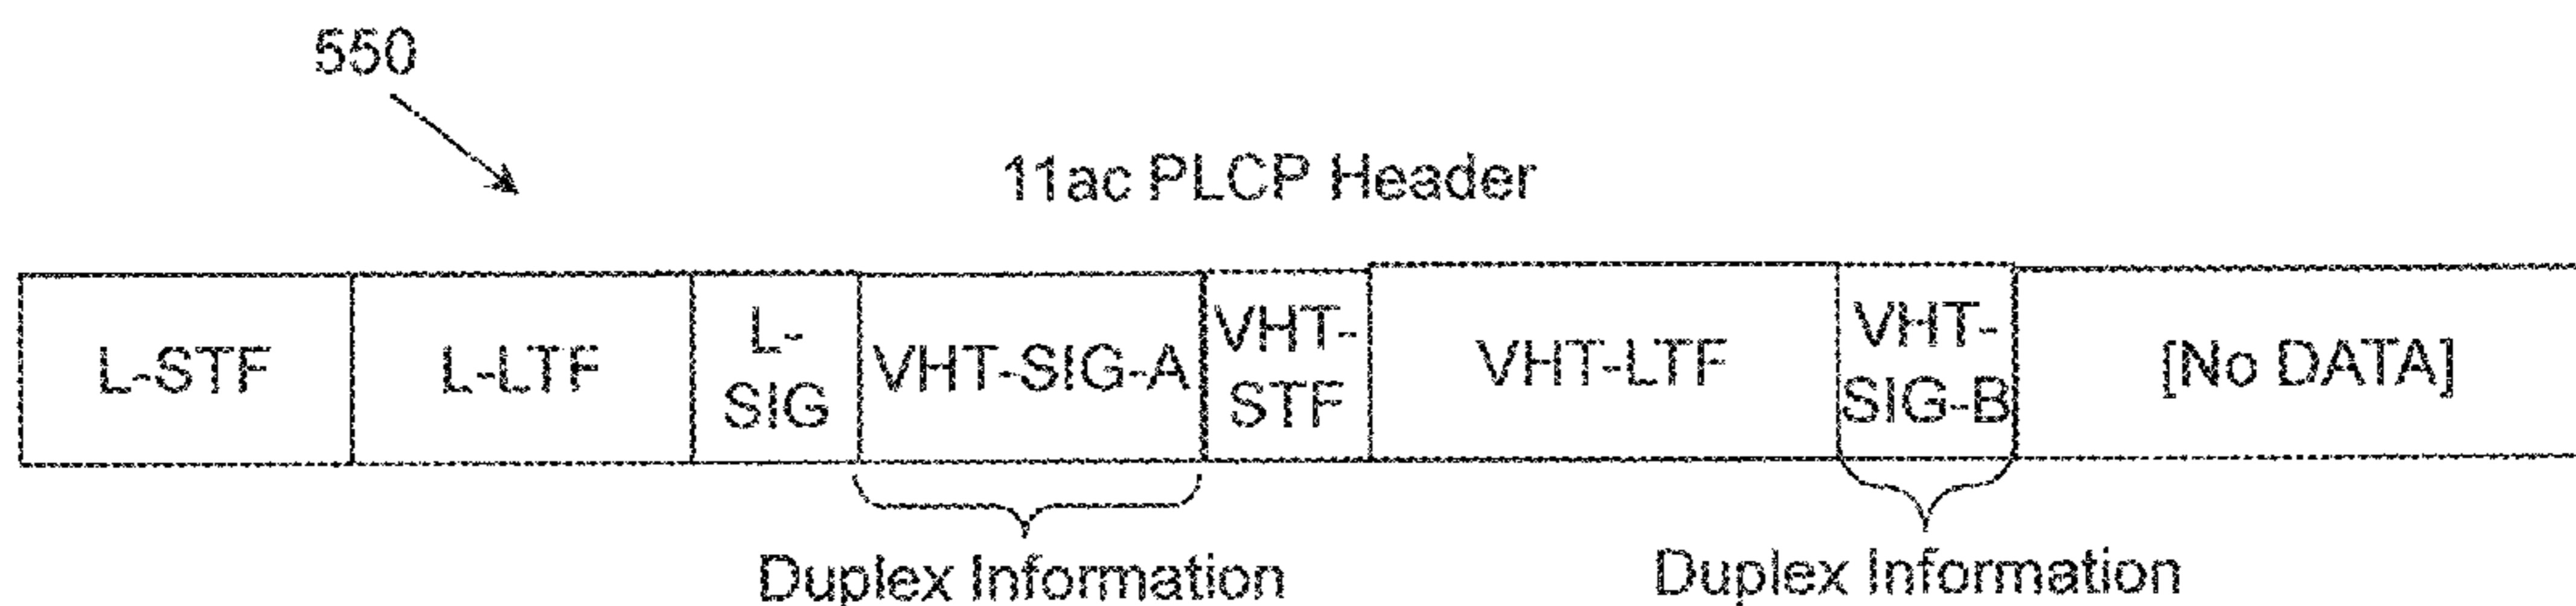 550
11ac PLCP Header
L-STF
L-LTF
L-
SIG
VHT-SIG-A
VHT-
STF
VHT-LTF
VHT-
SIG-B
[No DATA]
Duplex Information
Duplex Information